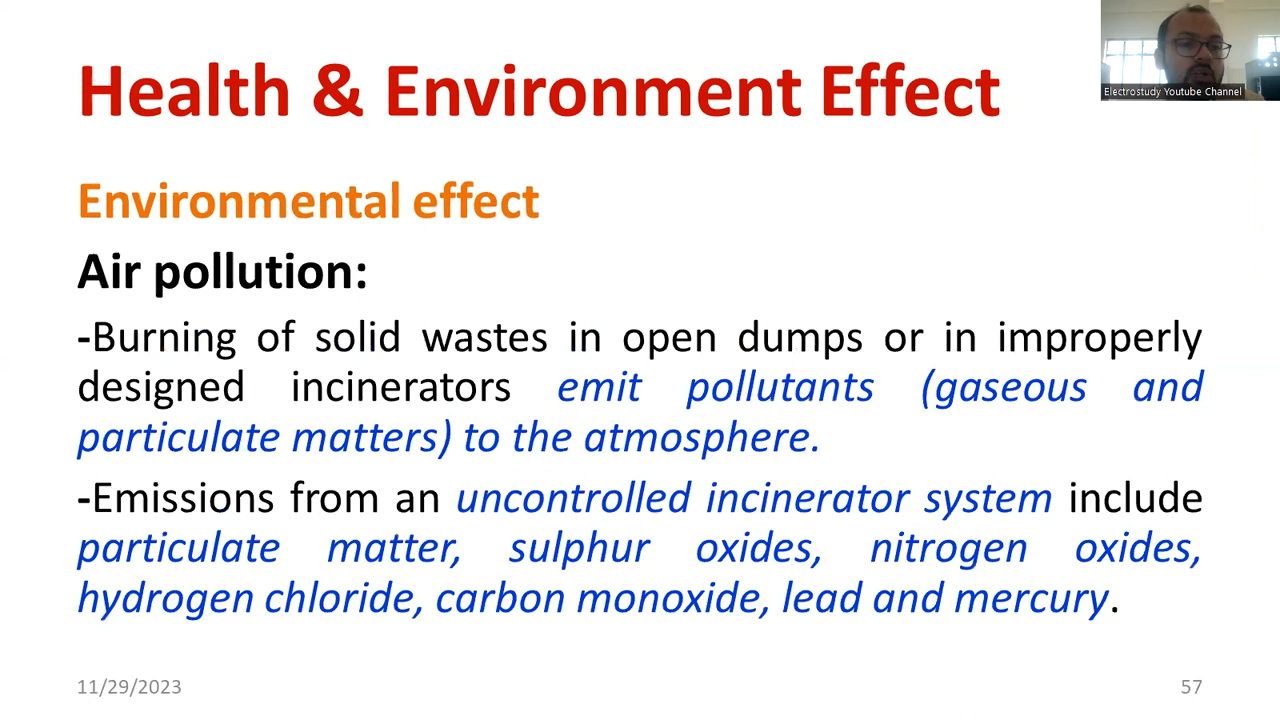 Health & Environment Effect
Electrostudy Youtube Channel
Environmental effect
Air pollution:
-Burning of solid wastes in open dumps or in improperly
designed incinerators emit pollutants (gaseous and
particulate matters) to the atmosphere.
-Emissions from an uncontrolled incinerator system include
particulate matter, sulphur oxides, nitrogen oxides,
hydrogen chloride, carbon monoxide, lead and mercury.
11/29/2023
57